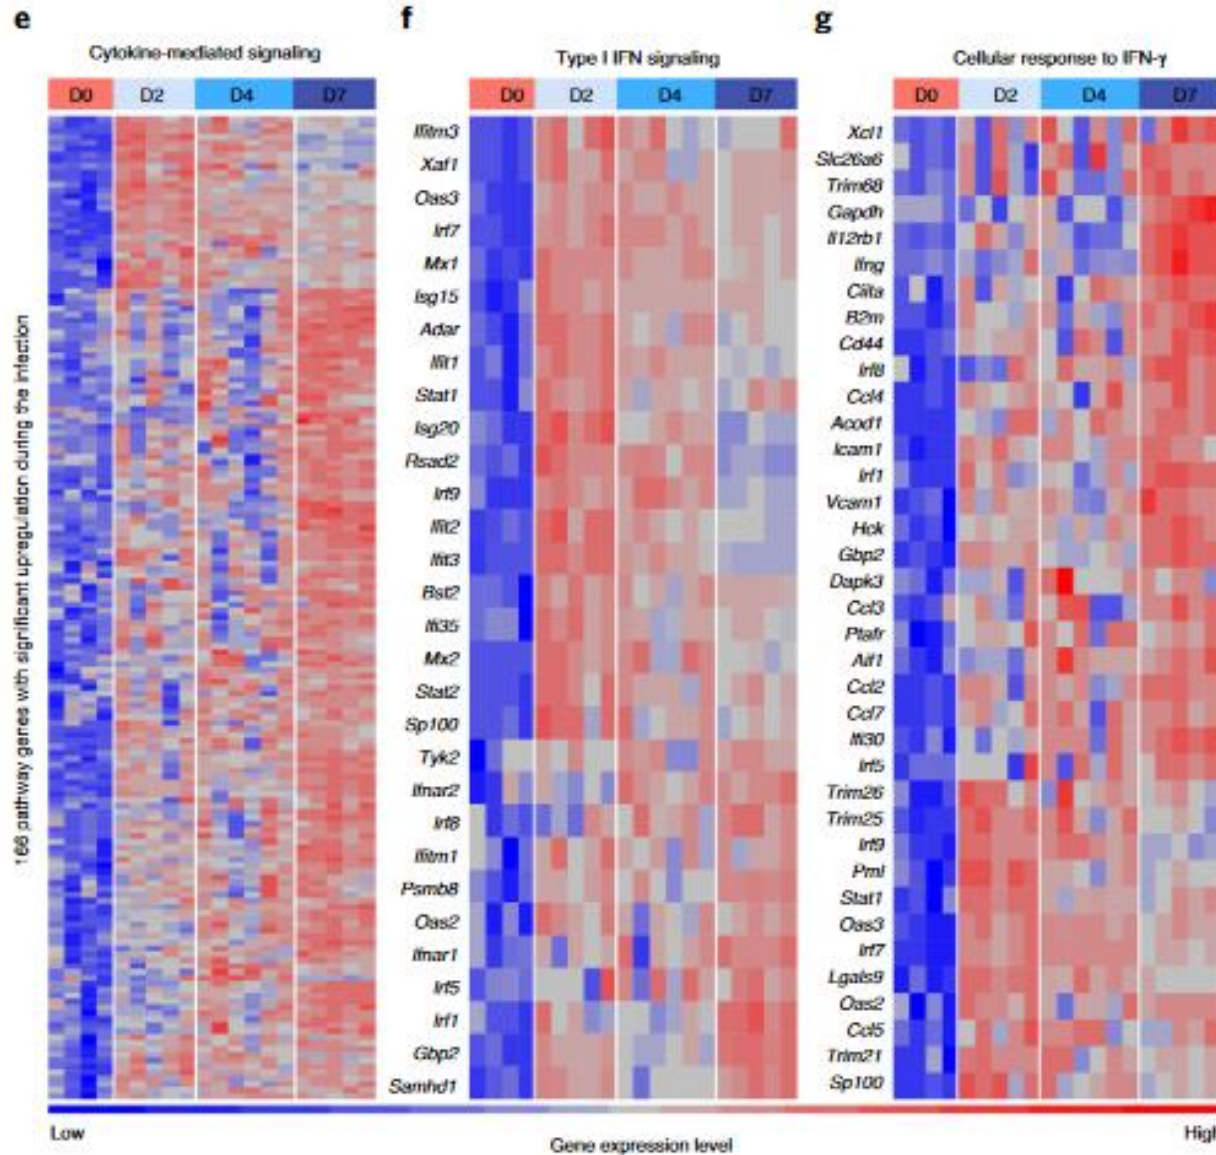 e
Cytokine-mediated signaling
D0 D2 D4 D7
166 pathway genes with significant upregulation during the infection
f
Type I IFN signaling
D0 D2 D4 D7
Ifitm3
Xaf1
Oas3
Irf7
Mx1
Isg15
Adar
Ifit1
Stat1
Isg20
Rsad2
Irf9
Ifit2
Ifit3
Bst2
Ifi35
Mx2
Stat2
Sp100
Tyk2
Ifnar2
Irf8
Ifitm1
Psmb8
Oas2
Ifnar1
Irf5
Irf1
Gbp2
Samhd1
g
Cellular response to IFN-γ
D0 D2 D4 D7
Xcl1
Slc26a6
Trim68
Gapdh
Il12rb1
Ifng
Ciita
B2m
Cd44
Irf8
Ccl4
Acod1
Icam1
Irf1
Vcam1
Hck
Gbp2
Dapk3
Ccl3
Ptafr
Aif1
Ccl2
Ccl7
Ifi30
Irf5
Trim26
Trim25
Irf9
Pml
Stat1
Oas3
Irf7
Lgals9
Oas2
Ccl5
Trim21
Sp100
Low
Gene expression level
High